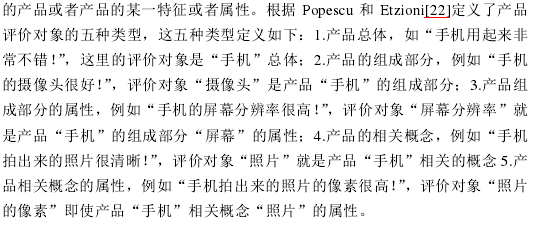 的产品或者产品的某一特征或者属性。根据 Popescu 和 Etzioni[22]定义了产品
评价对象的五种类型，这五种类型定义如下：1.产品总体，如“手机用起来非
常不错！”，这里的评价对象是“手机”总体；2.产品的组成部分，例如“手机
的摄像头很好！”，评价对象“摄像头”是产品“手机”的组成部分；3.产品组
成部分的属性，例如“手机的屏幕分辨率很高！”，评价对象“屏幕分辨率”就
是产品“手机”的组成部分“屏幕”的属性；4.产品的相关概念，例如“手机
拍出来的照片很清晰！”，评价对象“照片”就是产品“手机”相关的概念 5.产
品相关概念的属性，例如“手机拍出来的照片的像素很高！”，评价对象“照片
的像素”即使产品“手机”相关概念“照片”的属性。